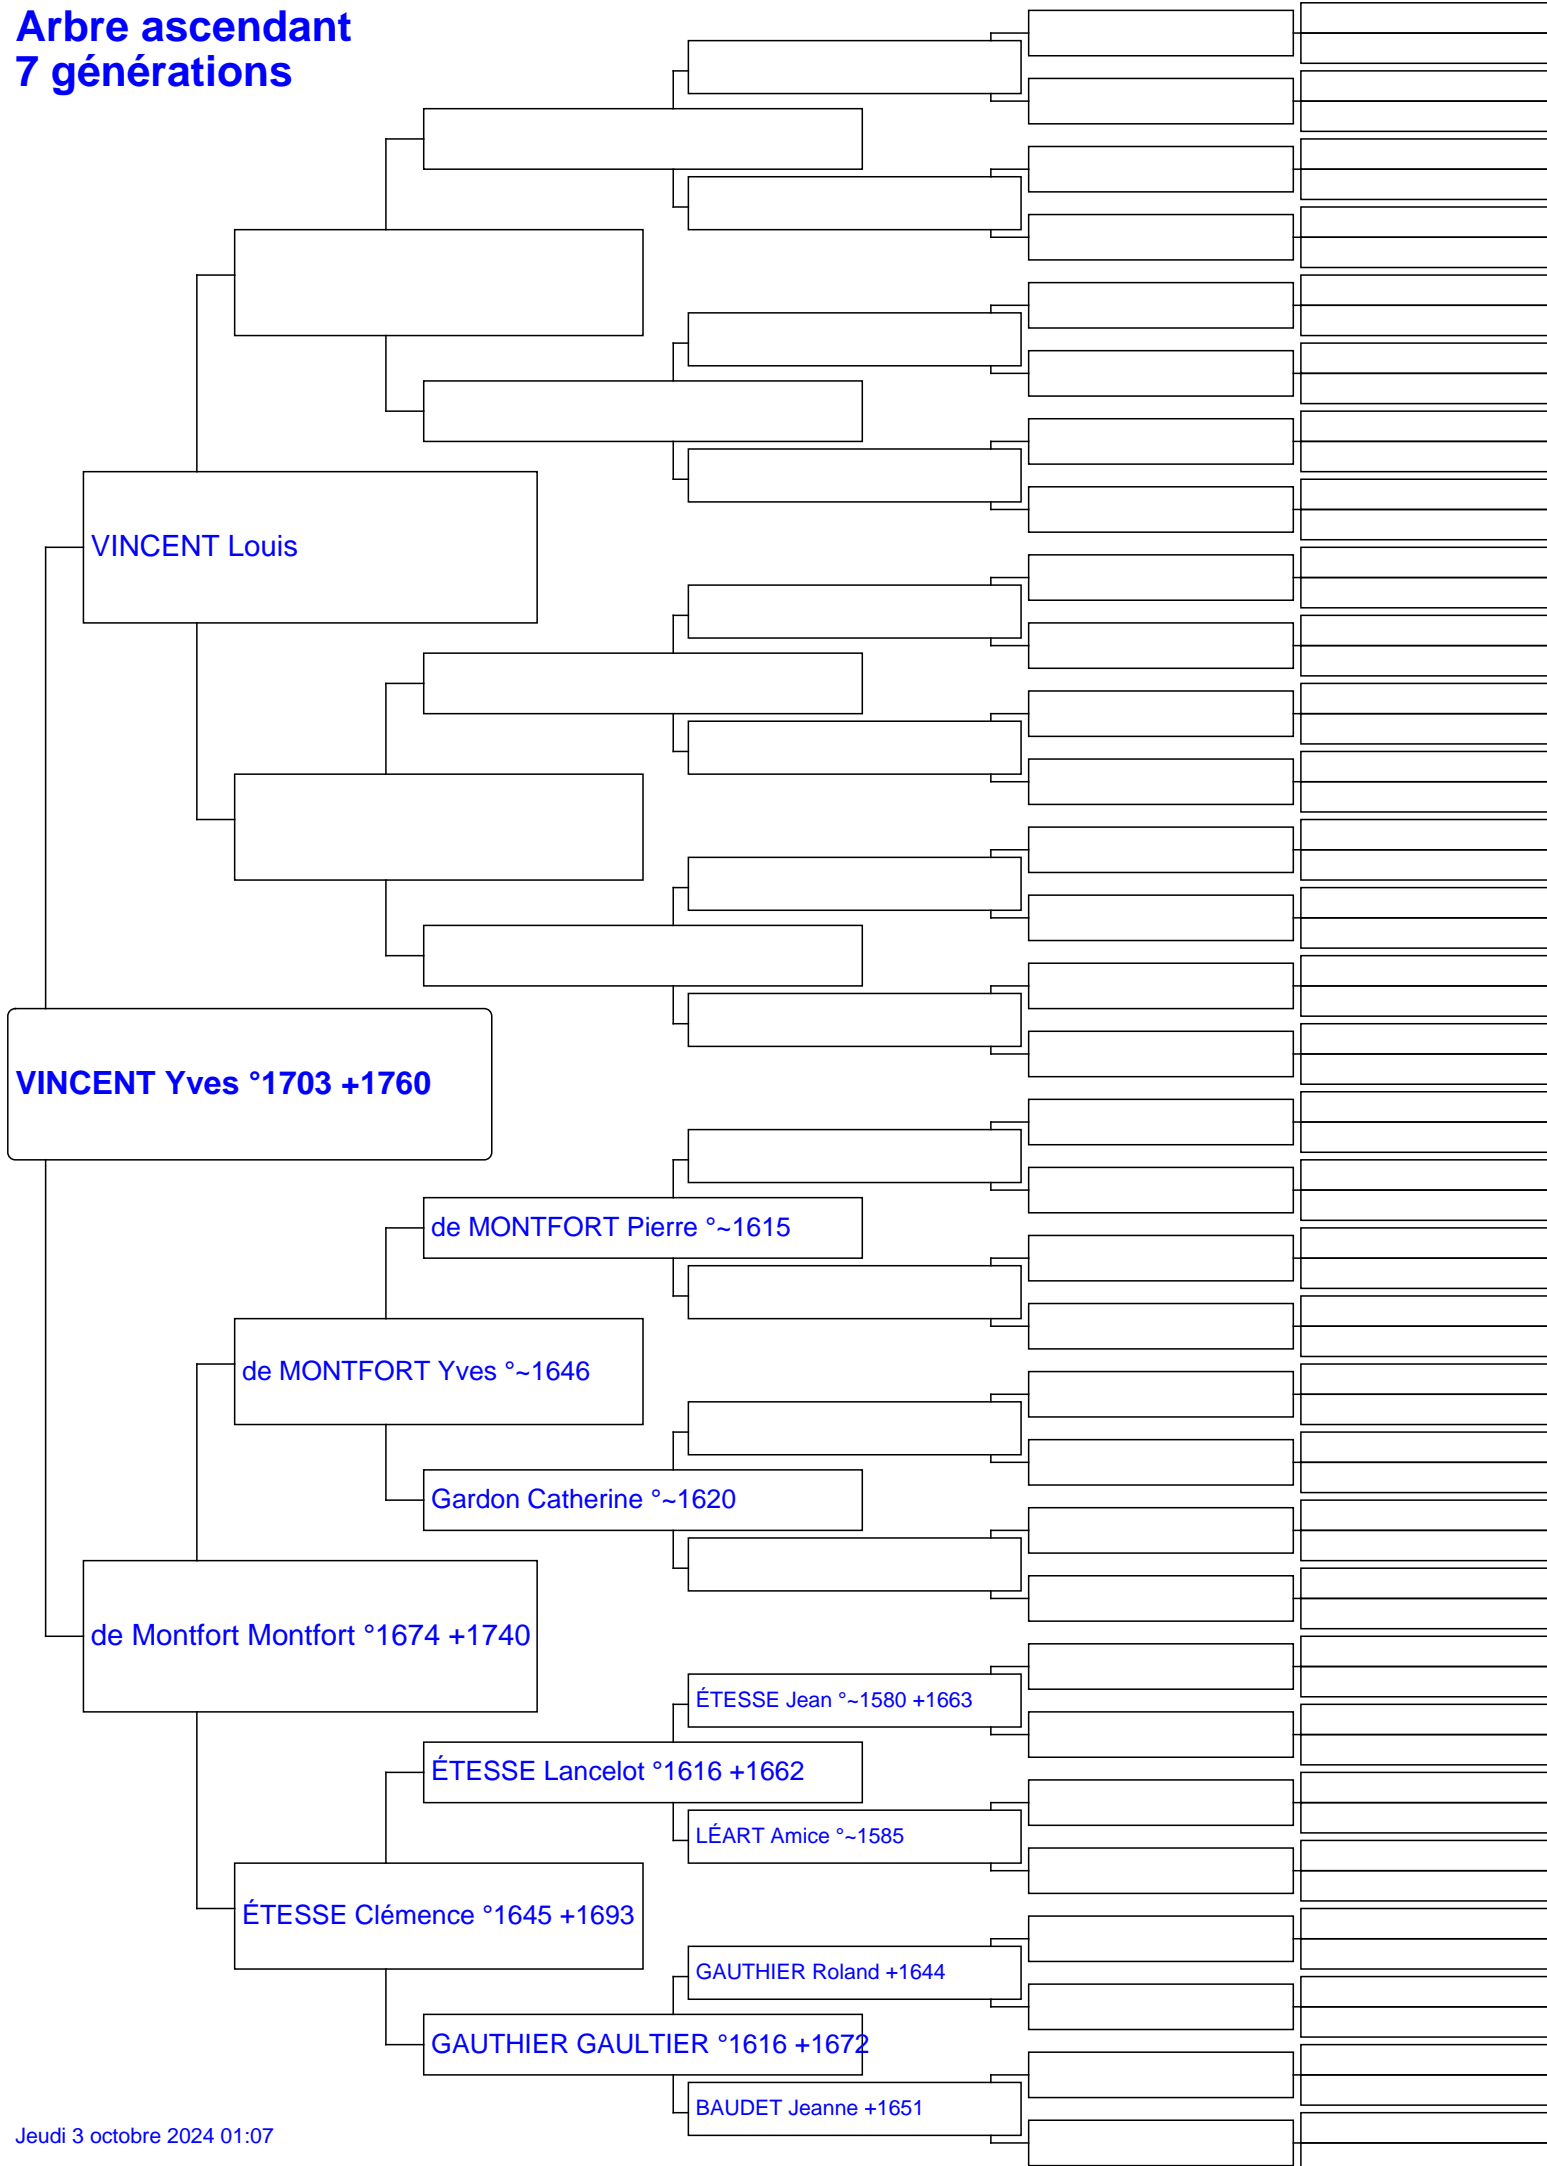 Arbre ascendant
7 générations
VINCENT Louis
VINCENT Yves °1703 +1760
de MONTFORT Pierre °~1615
de MONTFORT Yves °~1646
Gardon Catherine °~1620
de Montfort Montfort °1674 +1740
ÉTESSE Jean °~1580 +1663
ÉTESSE Lancelot °1616 +1662
LÉART Amice °~1585
ÉTESSE Clémence °1645 +1693
GAUTHIER Roland +1644
GAUTHIER GAULTIER °1616 +1672
BAUDET Jeanne +1651
Jeudi 3 octobre 2024 01:07